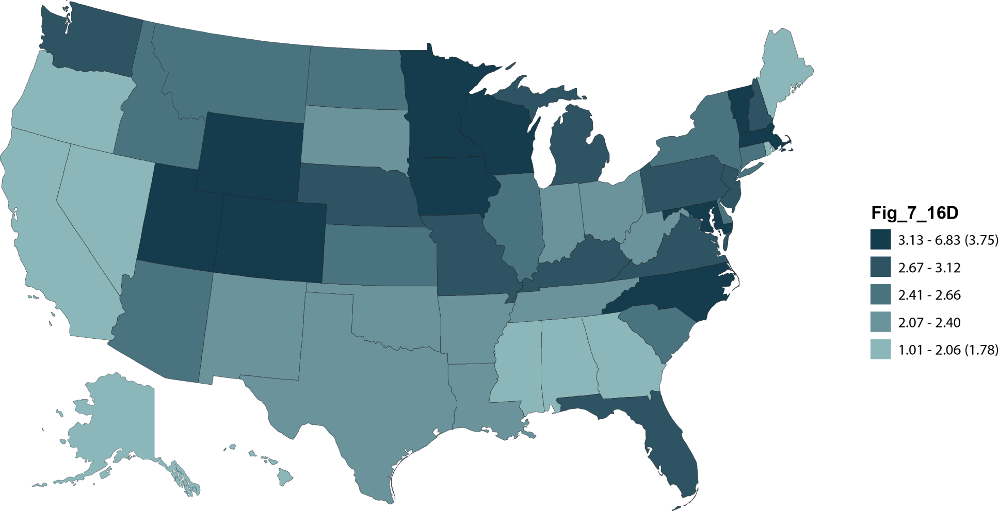 Fig_7_16D
3.13 - 6.83 (3.75)
2.67 - 3.12
2.41 - 2.66
2.07 - 2.40
1.01 - 2.06 (1.78)